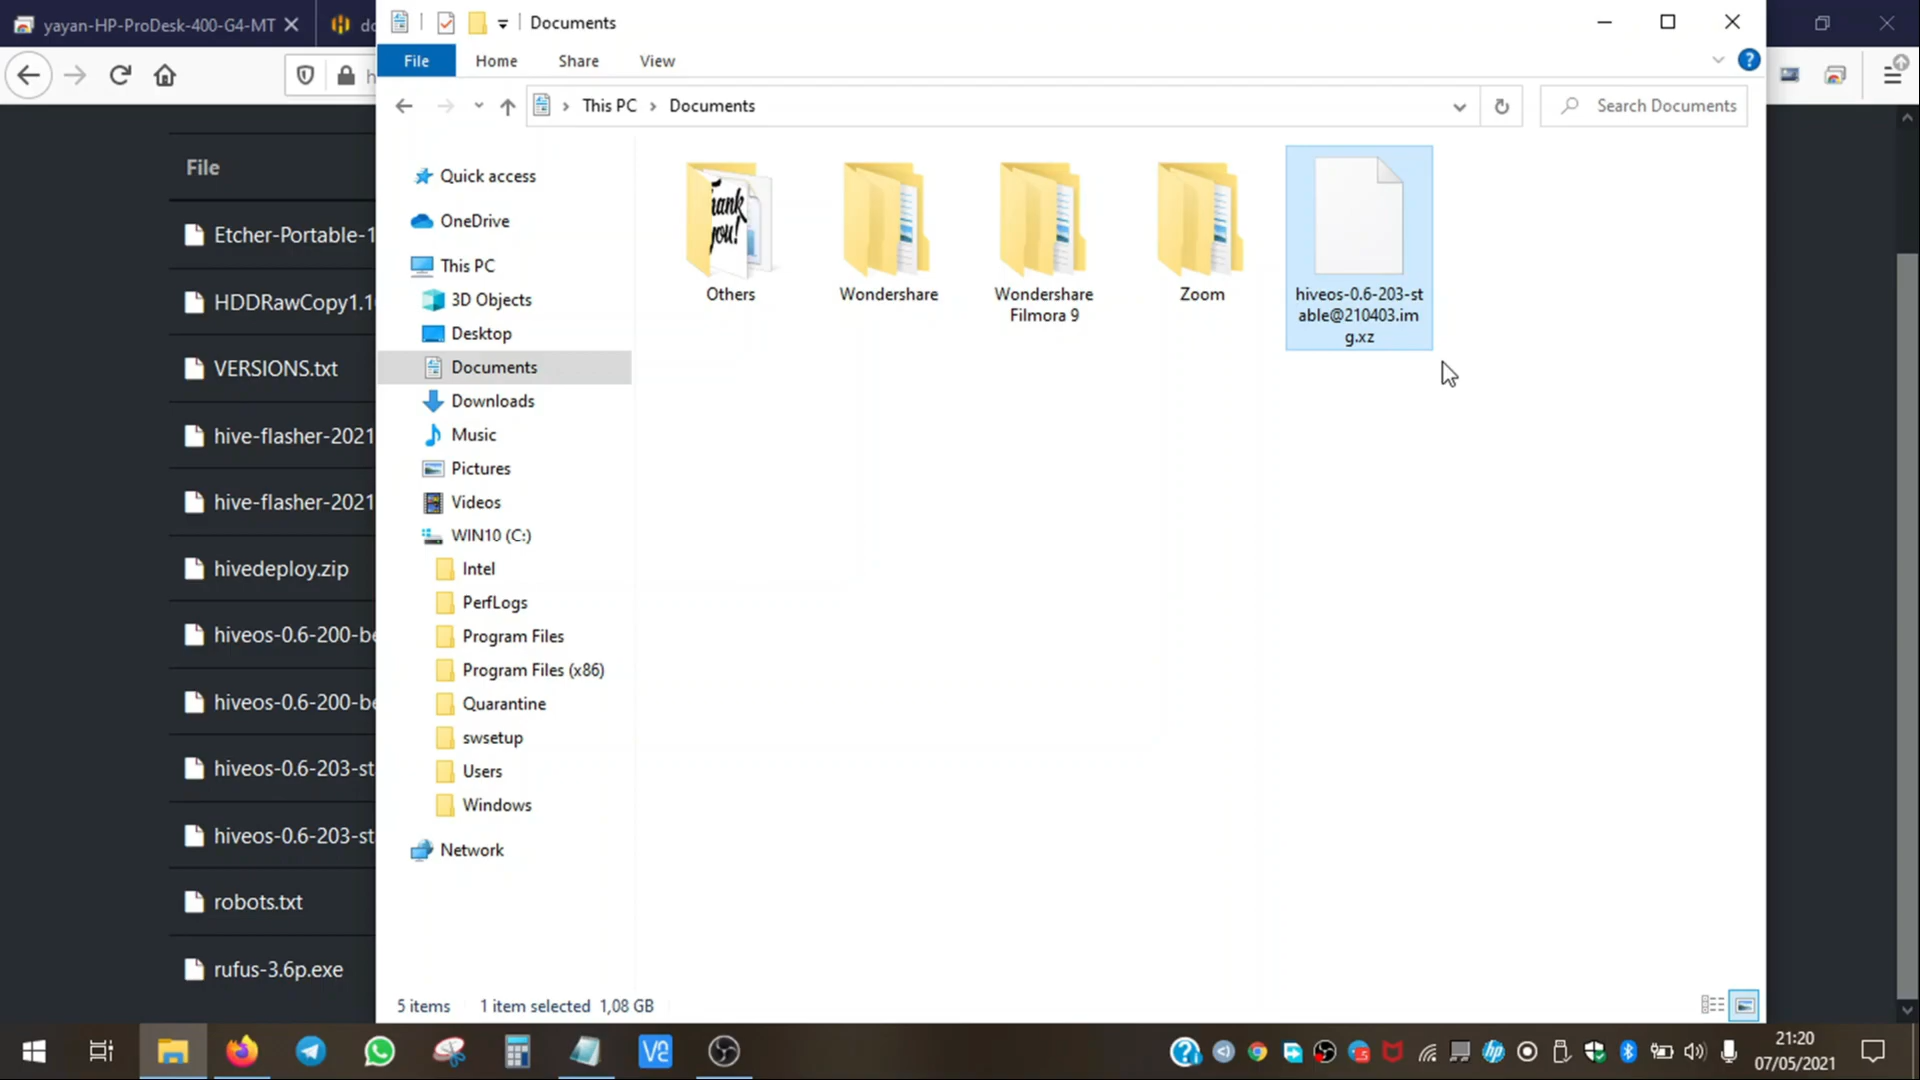 yayan-HP-ProDesk-400-G4-MT
Documents
File
Home
Share
View
This PC
Documents
Search Documents
File
Etcher-Portable-1
HDDRawCopy1.1
VERSIONS.txt
hive-flasher-2021
hive-flasher-2021
hivedeploy.zip
hiveos-0.6-200-be
hiveos-0.6-200-be
hiveos-0.6-203-st
hiveos-0.6-203-st
robots.txt
rufus-3.6p.exe
Quick access
OneDrive
This PC
3D Objects
Desktop
Documents
Downloads
Music
Pictures
Videos
WIN10 (C:)
Intel
PerfLogs
Program Files
Program Files (x86)
Quarantine
swsetup
Users
Windows
Network
hank
you!
Others
Wondershare
Wondershare
Filmora 9
Zoom
hiveos-0.6-203-st
able@210403.im
g.xz
5 items
1 item selected 1,08 GB
21:20
07/05/2021